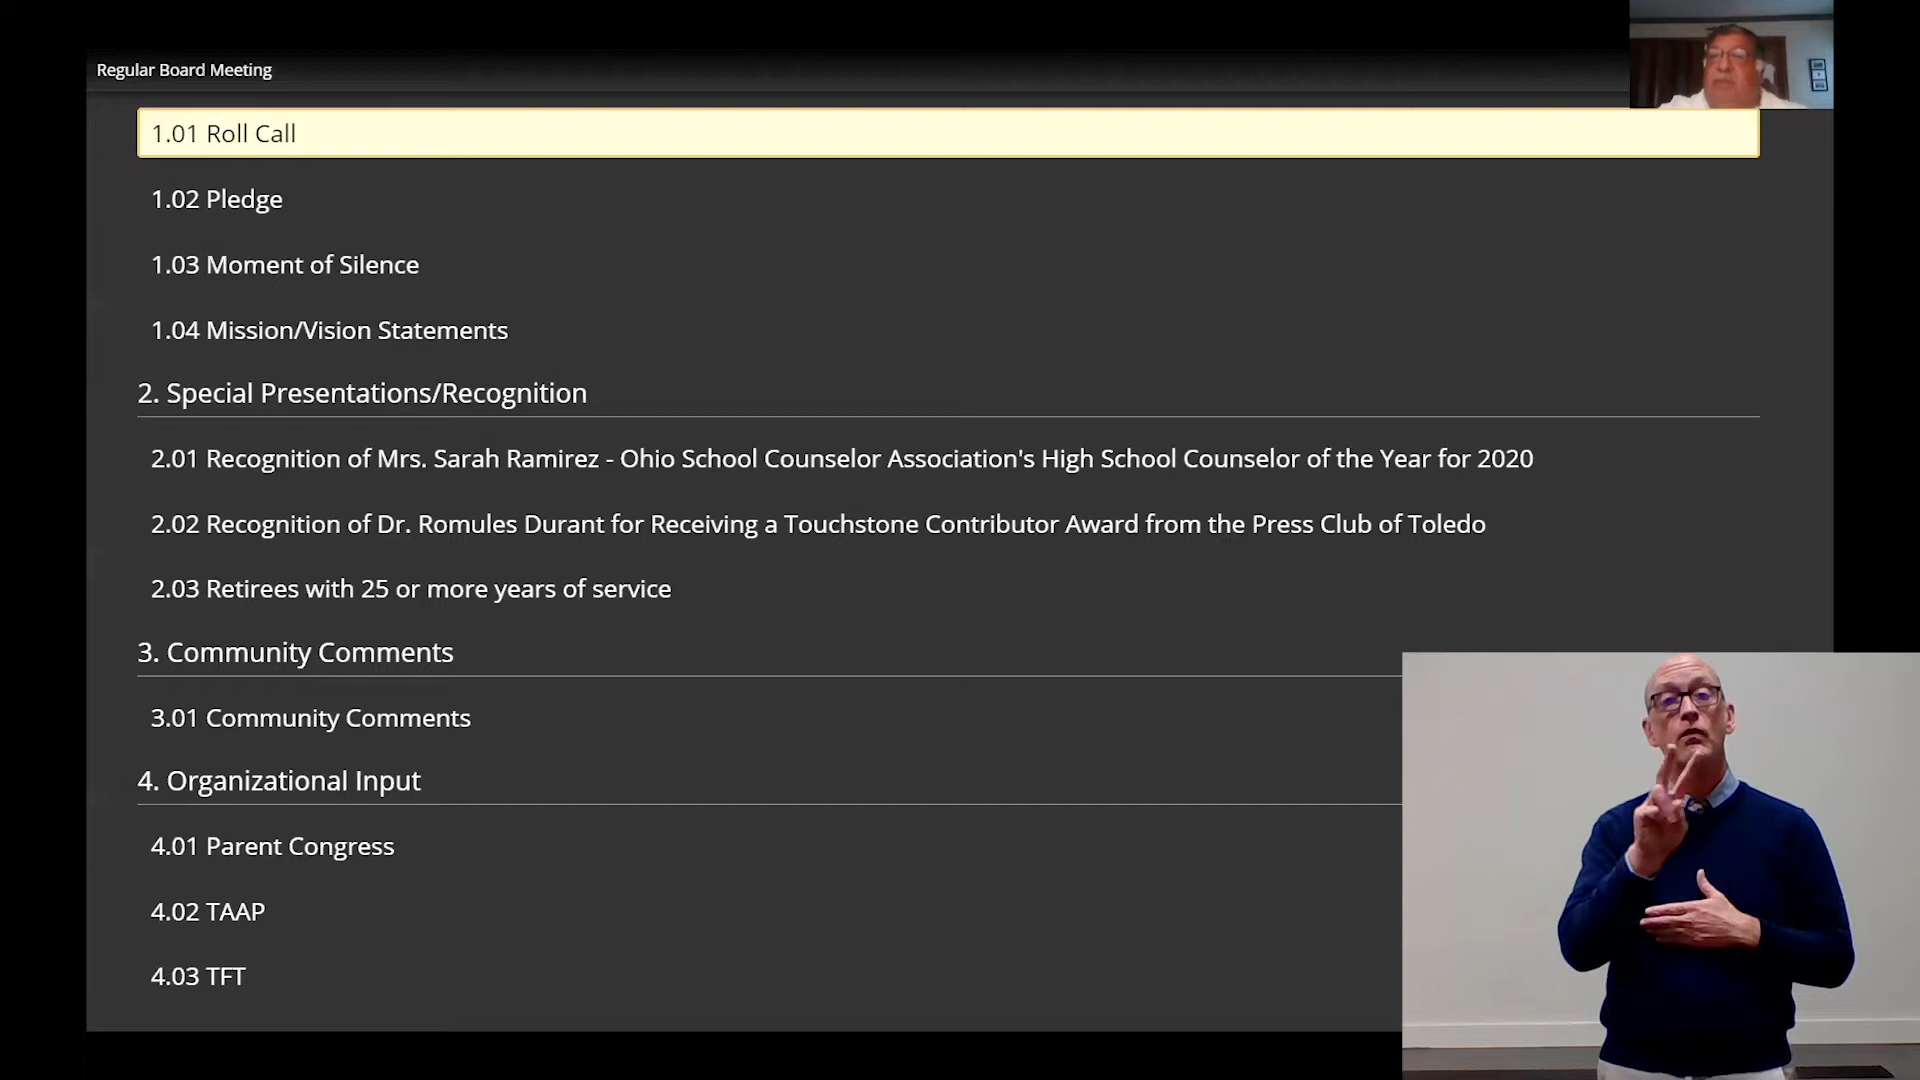 Regular Board Meeting
1.01 Roll Call
1.02 Pledge
1.03 Moment of Silence
1.04 Mission/Vision Statements
2. Special Presentations/Recognition
2.01 Recognition of Mrs. Sarah Ramirez - Ohio School Counselor Association's High School Counselor of the Year for 2020
2.02 Recognition of Dr. Romules Durant for Receiving a Touchstone Contributor Award from the Press Club of Toledo
2.03 Retirees with 25 or more years of service
3. Community Comments
3.01 Community Comments
4. Organizational Input
4.01 Parent Congress
4.02 TAAP
4.03 TFT